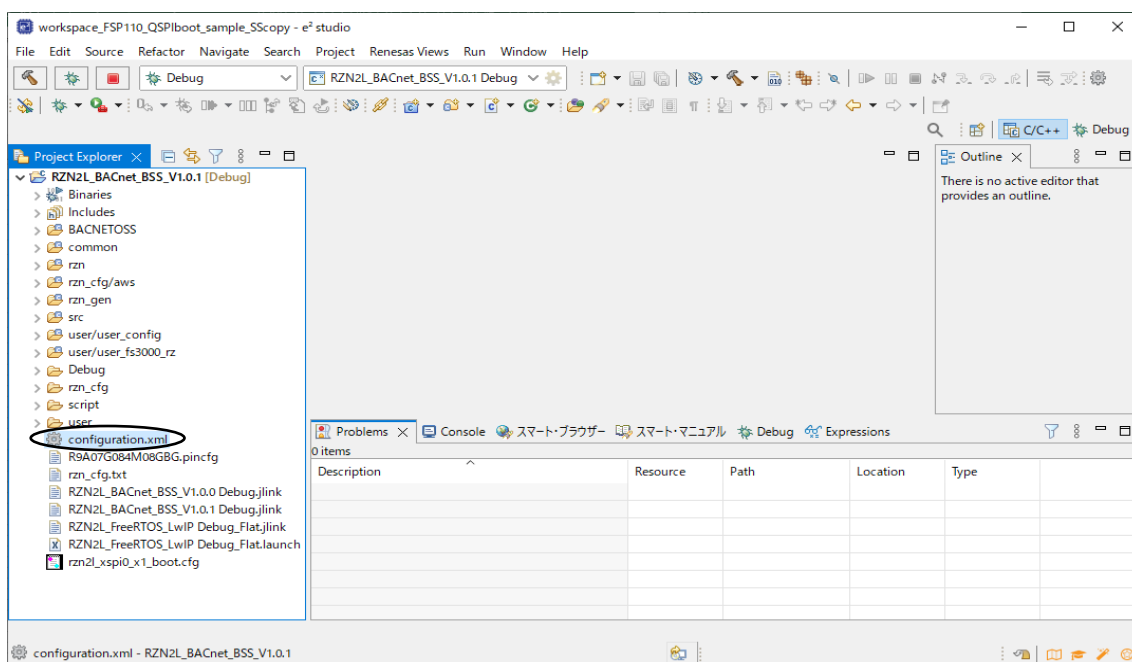 workspace_FSP110_QSPIboot_sample_SScopy - e² studio
File Edit Source Refactor Navigate Search Project Renesas Views Run Window Help
Debug
RZN2L_BACnet_BSS_V1.0.1 Debug
C/C++
Debug
Project Explorer
RZN2L_BACnet_BSS_V1.0.1 [Debug]
Binaries
Includes
BACNETOSS
common
rzn
rzn_cfg/aws
rzn_gen
src
user/user_config
user/user_fs3000_rz
Debug
rzn_cfg
script
user
configuration.xml
R9A07G084M08GBG.pincfg
rzn_cfg.txt
RZN2L_BACnet_BSS_V1.0.0 Debug.jlink
RZN2L_BACnet_BSS_V1.0.1 Debug.jlink
RZN2L_FreeRTOS_LwIP Debug_Flat.jlink
RZN2L_FreeRTOS_LwIP Debug_Flat.launch
rzn2l_xspi0_x1_boot.cfg
Outline
There is no active editor that
provides an outline.
Problems Console スマート・ブラウザー スマート・マニュアル Debug Expressions
0 items
Description Resource Path Location Type
configuration.xml - RZN2L_BACnet_BSS_V1.0.1